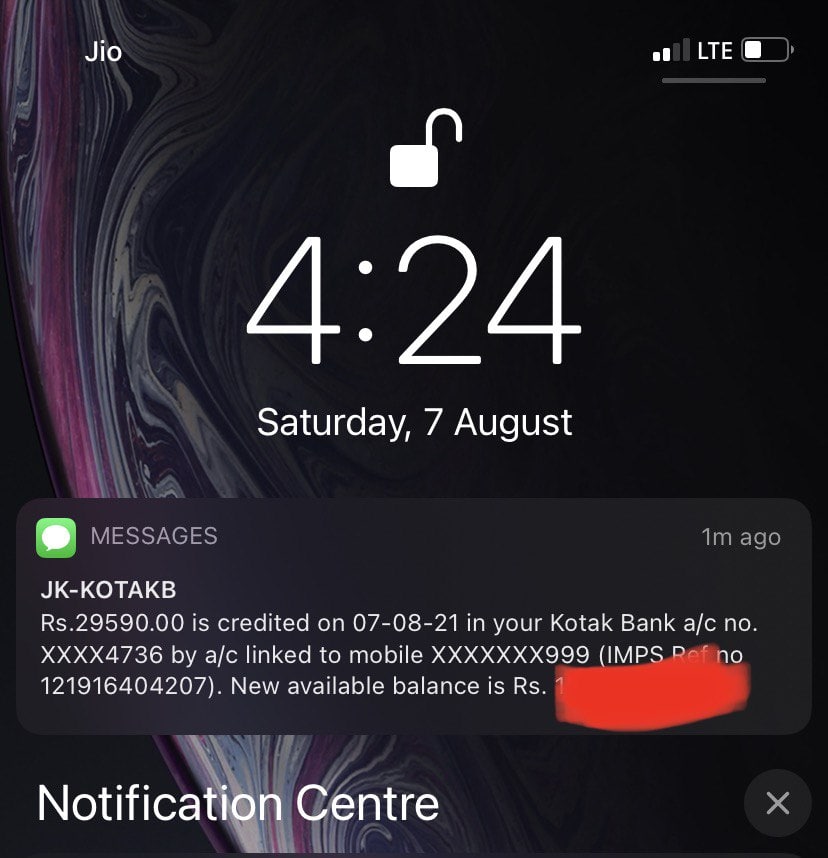 Jio LTE
4:24
Saturday, 7 August
MESSAGES 1m ago
JK-KOTAKB
Rs.29590.00 is credited on 07-08-21 in your Kotak Bank a/c no.
XXXX4736 by a/c linked to mobile XXXXXXX999 (IMPS Ref no
121916404207). New available balance is Rs. 1
Notification Centre